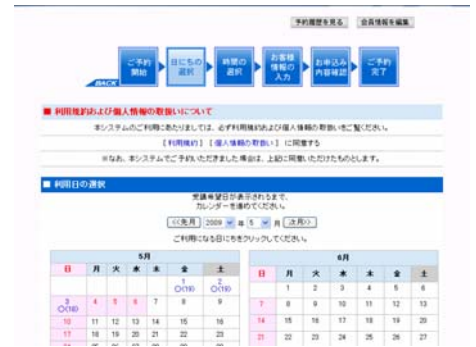 予約履歴を見る 会員情報を編集
ご予約開始 日にちの選択 時間の選択 お客様情報の入力 お申込み内容確認 ご予約完了
BACK
■ 利用規約および個人情報の取扱いについて
本システムのご利用にあたりましては、必ず利用規約および個人情報の取扱いをご覧ください。
[利用規約] [個人情報の取扱い] に同意する
※なお、本システムでご予約いただきました場合は、上記に同意いただけたものとします。
■ 利用日の選択
受講希望日が表示されるまで、
カレンダーを進めてください。
<<先月 2009 年 5 月 次月>>
ご利用になる日にちをクリックしてください。
5月 6月
日 月 火 水 木 金 土 日 月 火 水 木 金 土
1 2 1 2 3 4 5 6
○(18) ○(18)
3 4 5 6 7 8 9 7 8 9 10 11 12 13
○(18)
10 11 12 13 14 15 16 14 15 16 17 18 19 20
17 18 19 20 21 22 23 21 22 23 24 25 26 27